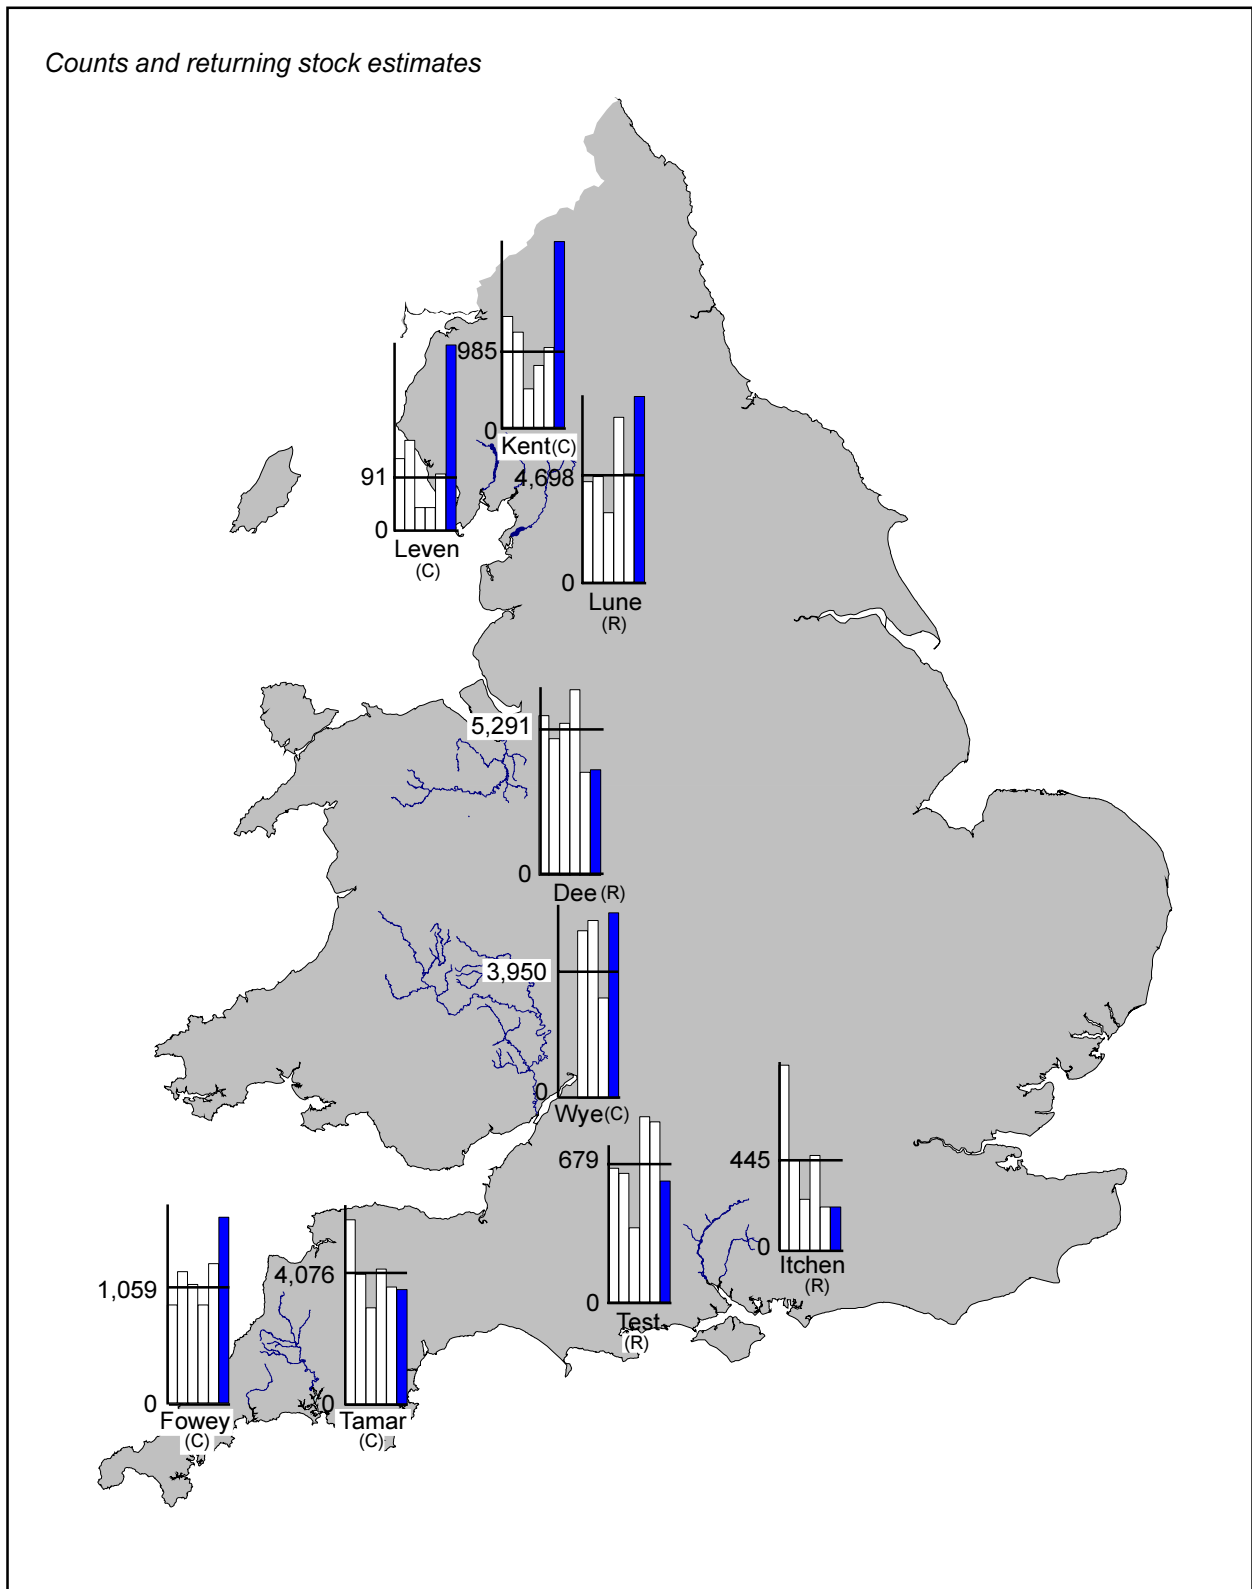 Counts and returning stock estimates
985
0
Kent(C)
91
0
Leven
(C)
4,698
0
Lune
(R)
5,291
0
Dee (R)
3,950
0
Wye(C)
679
0
Test
(R)
445
0
Itchen
(R)
1,059
0
Fowey
(C)
4,076
0
Tamar
(C)